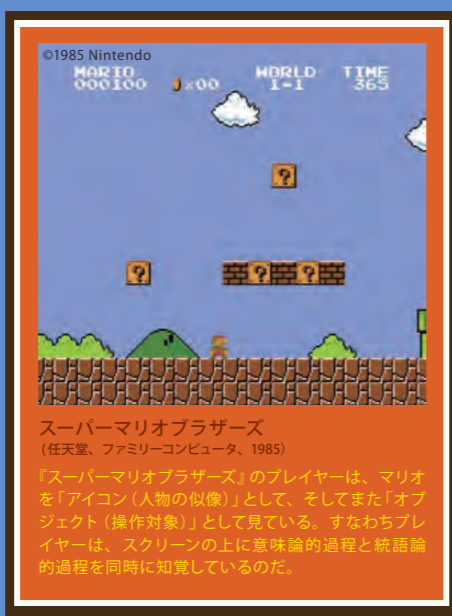 ©1985 Nintendo
MARIO WORLD TIME
000100 ×00 1-1 365
?
? ? ?
スーパーマリオブラザーズ
(任天堂、ファミリーコンピュータ、1985)
『スーパーマリオブラザーズ』のプレイヤーは、マリオ
を「アイコン(人物の似像)」として、そしてまた「オブ
ジェクト(操作対象)」として見ている。すなわちプレ
イヤーは、スクリーンの上に意味論的過程と統語論
的過程を同時に知覚しているのだ。